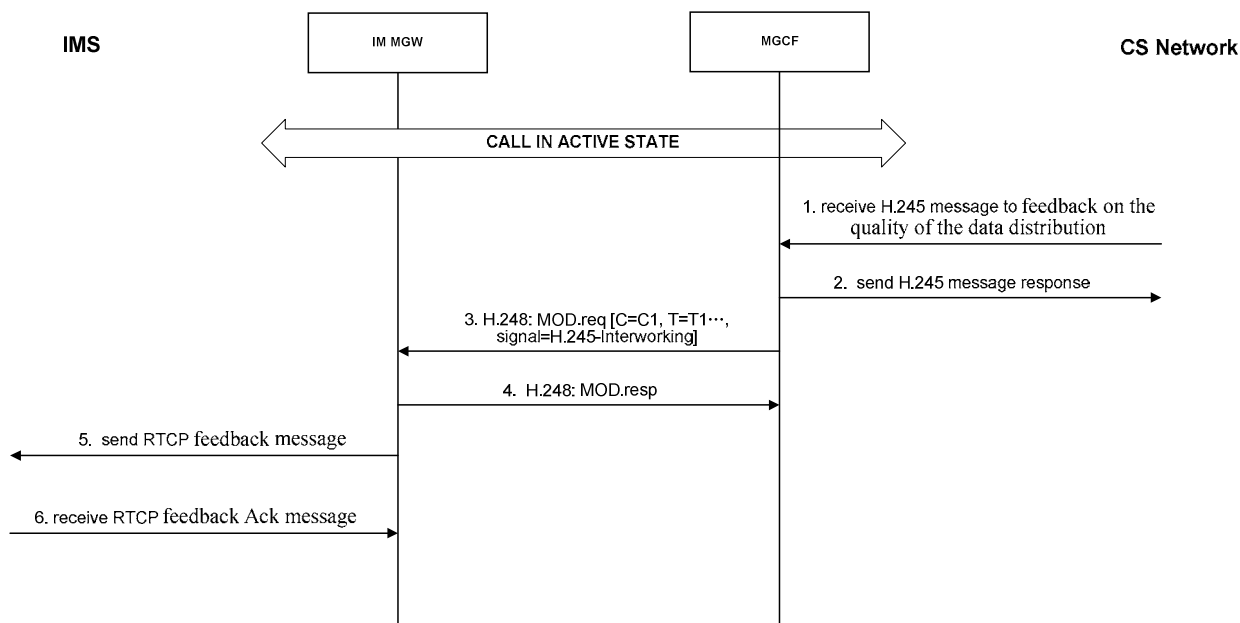 IMS
IM MGW
MGCF
CS Network
CALL IN ACTIVE STATE
1. receive H.245 message to feedback on the
quality of the data distribution
2. send H.245 message response
3. H.248: MOD.req [C=C1, T=T1···,
signal=H.245-Interworking]
4. H.248: MOD.resp
5. send RTCP feedback message
6. receive RTCP feedback Ack message